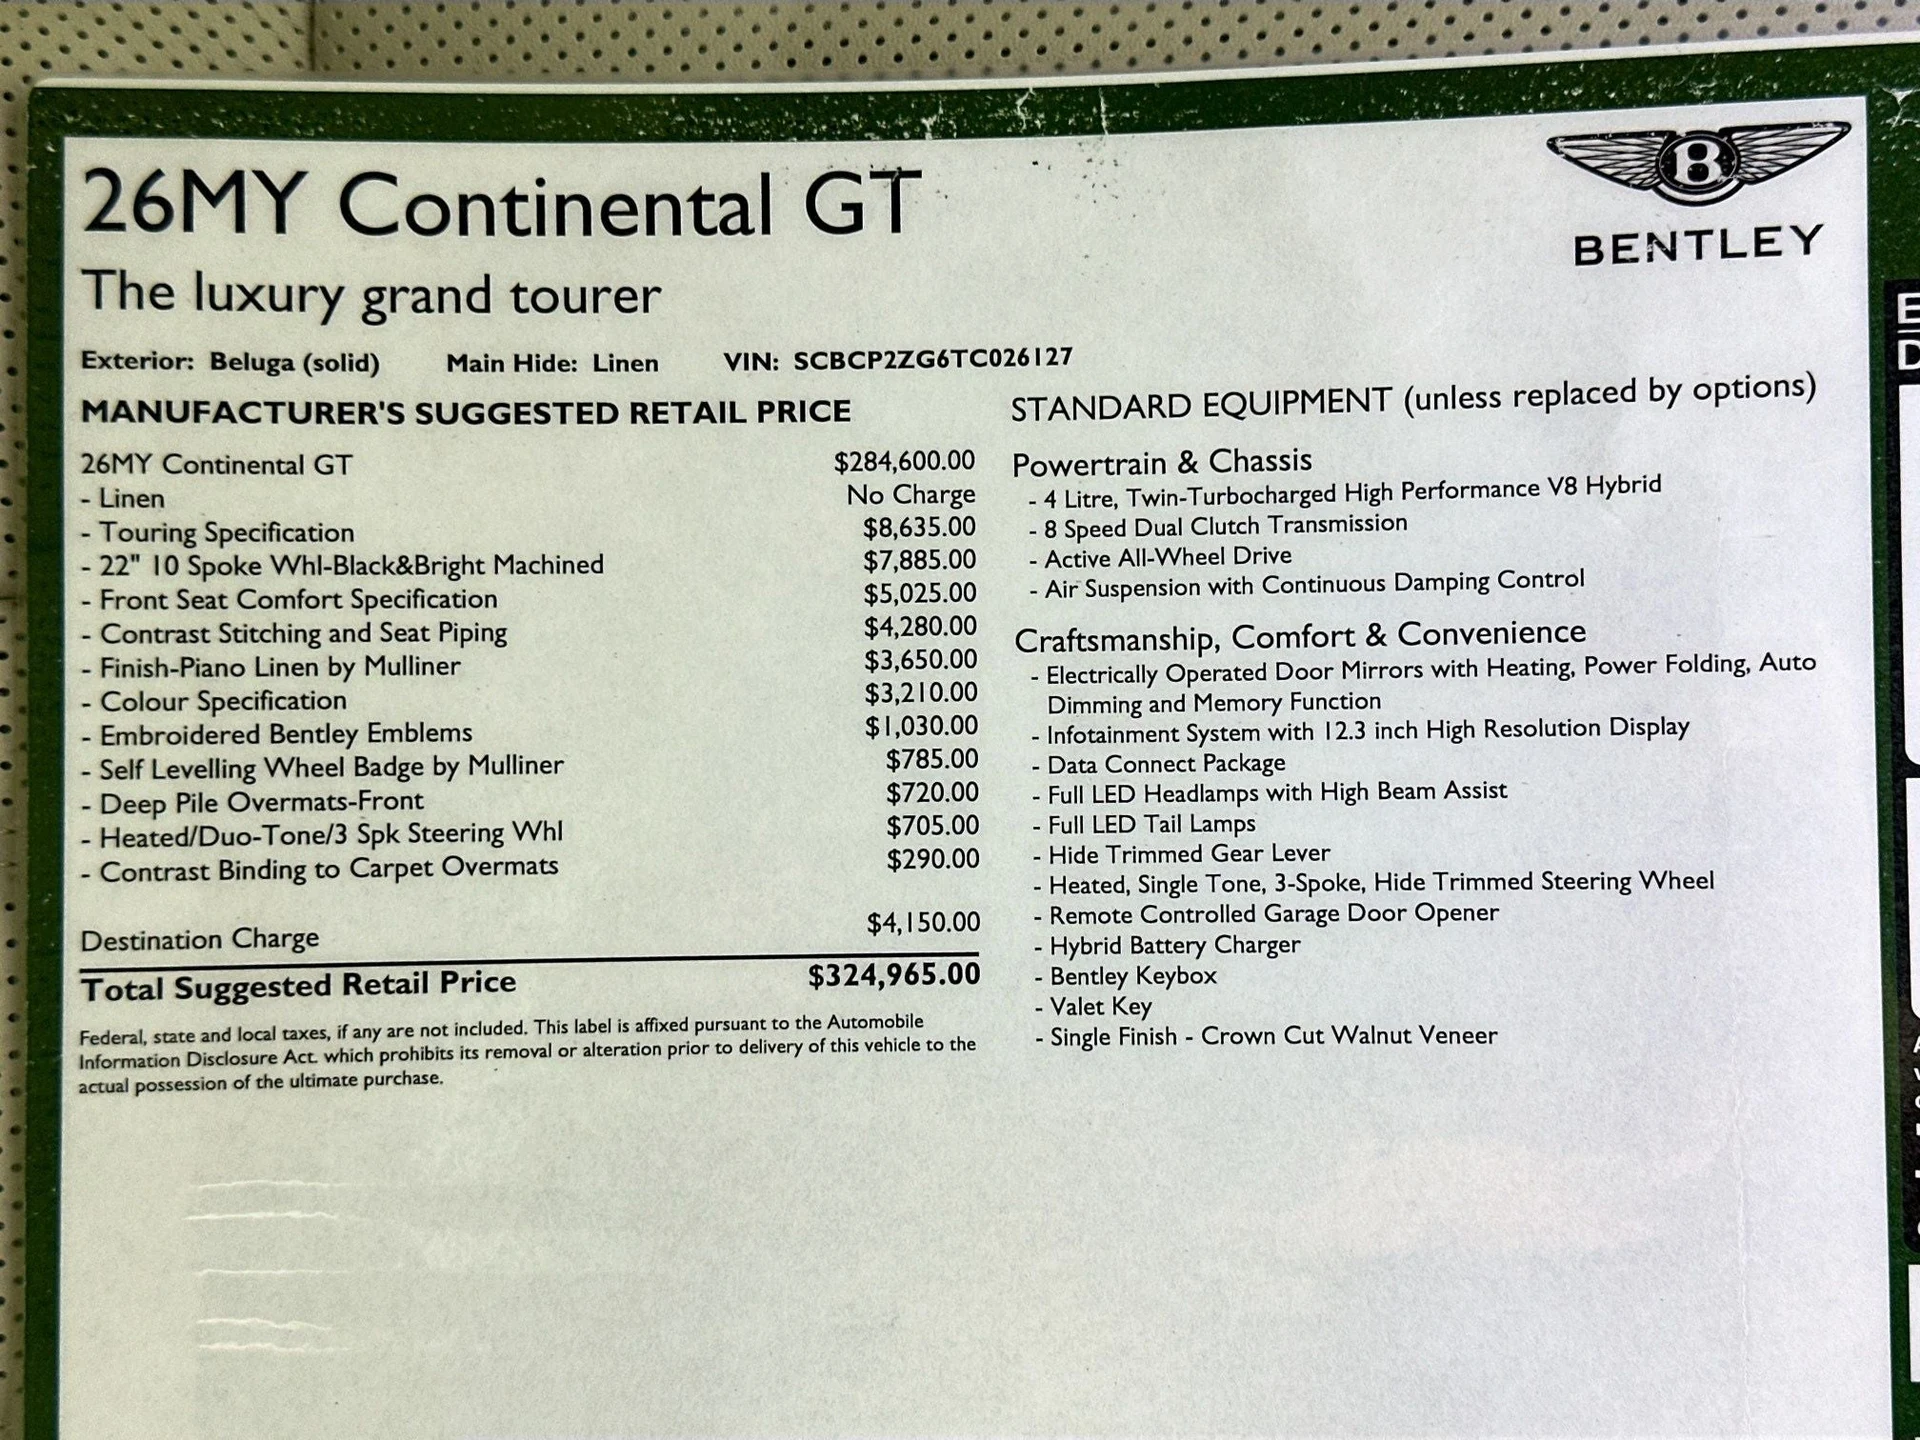 26MY Continental GT
The luxury grand tourer
B
BENTLEY
Exterior: Beluga (solid) Main Hide: Linen VIN: SCBCP2ZG6TC026127
MANUFACTURER'S SUGGESTED RETAIL PRICE
26MY Continental GT $284,600.00
- Linen No Charge
- Touring Specification $8,635.00
- 22" 10 Spoke Whl-Black&Bright Machined $7,885.00
- Front Seat Comfort Specification $5,025.00
- Contrast Stitching and Seat Piping $4,280.00
- Finish-Piano Linen by Mulliner $3,650.00
- Colour Specification $3,210.00
- Embroidered Bentley Emblems $1,030.00
- Self Levelling Wheel Badge by Mulliner $785.00
- Deep Pile Overmats-Front $720.00
- Heated/Duo-Tone/3 Spk Steering Whl $705.00
- Contrast Binding to Carpet Overmats $290.00
Destination Charge $4,150.00
Total Suggested Retail Price $324,965.00
Federal, state and local taxes, if any are not included. This label is affixed pursuant to the Automobile
Information Disclosure Act. which prohibits its removal or alteration prior to delivery of this vehicle to the
actual possession of the ultimate purchase.
STANDARD EQUIPMENT (unless replaced by options)
Powertrain & Chassis
- 4 Litre, Twin-Turbocharged High Performance V8 Hybrid
- 8 Speed Dual Clutch Transmission
- Active All-Wheel Drive
- Air Suspension with Continuous Damping Control
Craftsmanship, Comfort & Convenience
- Electrically Operated Door Mirrors with Heating, Power Folding, Auto
Dimming and Memory Function
- Infotainment System with 12.3 inch High Resolution Display
- Data Connect Package
- Full LED Headlamps with High Beam Assist
- Full LED Tail Lamps
- Hide Trimmed Gear Lever
- Heated, Single Tone, 3-Spoke, Hide Trimmed Steering Wheel
- Remote Controlled Garage Door Opener
- Hybrid Battery Charger
- Bentley Keybox
- Valet Key
- Single Finish - Crown Cut Walnut Veneer